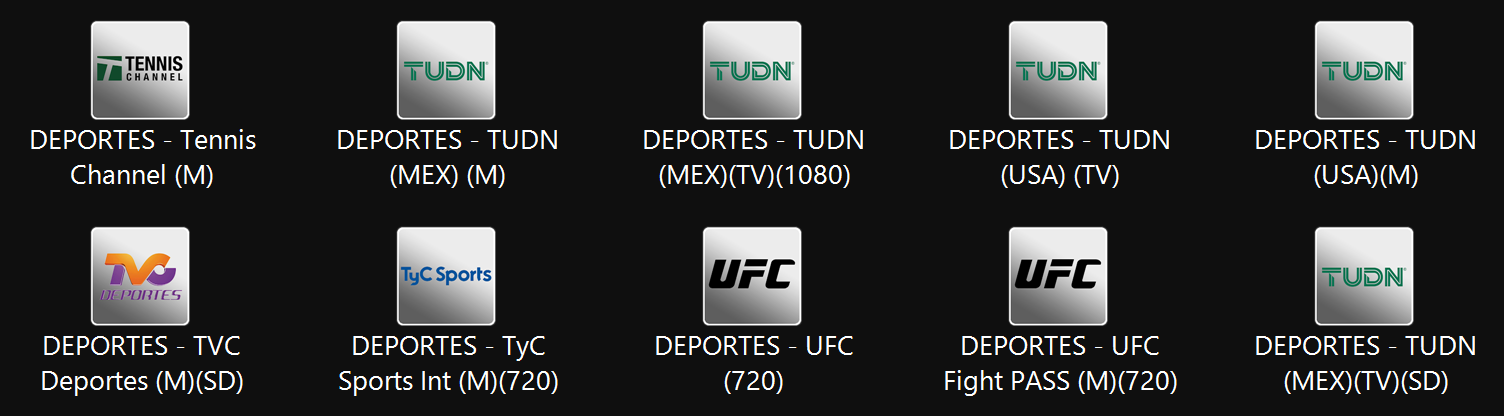 TENNIS
CHANNEL
DEPORTES - Tennis
Channel (M)
TUDN
DEPORTES - TUDN
(MEX) (M)
TUDN
DEPORTES - TUDN
(MEX)(TV)(1080)
TUDN
DEPORTES - TUDN
(USA) (TV)
TUDN
DEPORTES - TUDN
(USA)(M)
TVC
DEPORTES
DEPORTES - TVC
Deportes (M)(SD)
TyC Sports
DEPORTES - TyC
Sports Int (M)(720)
UFC
DEPORTES - UFC
(720)
UFC
DEPORTES - UFC
Fight PASS (M)(720)
TUDN
DEPORTES - TUDN
(MEX)(TV)(SD)